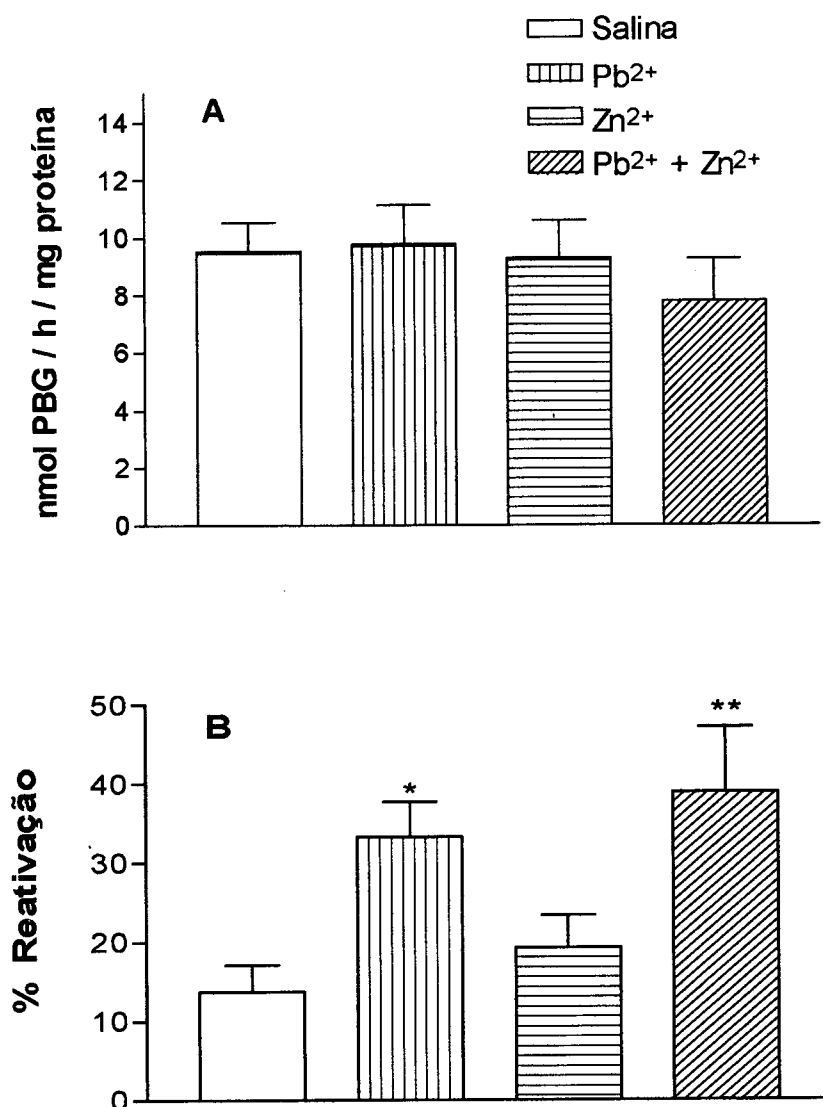 Salina
Pb²⁺
Zn²⁺
Pb²⁺ + Zn²⁺
A
nmol PBG / h / mg proteína
14
12
10
8
6
4
2
0
B
% Reativação
50
40
30
20
10
0
*
**